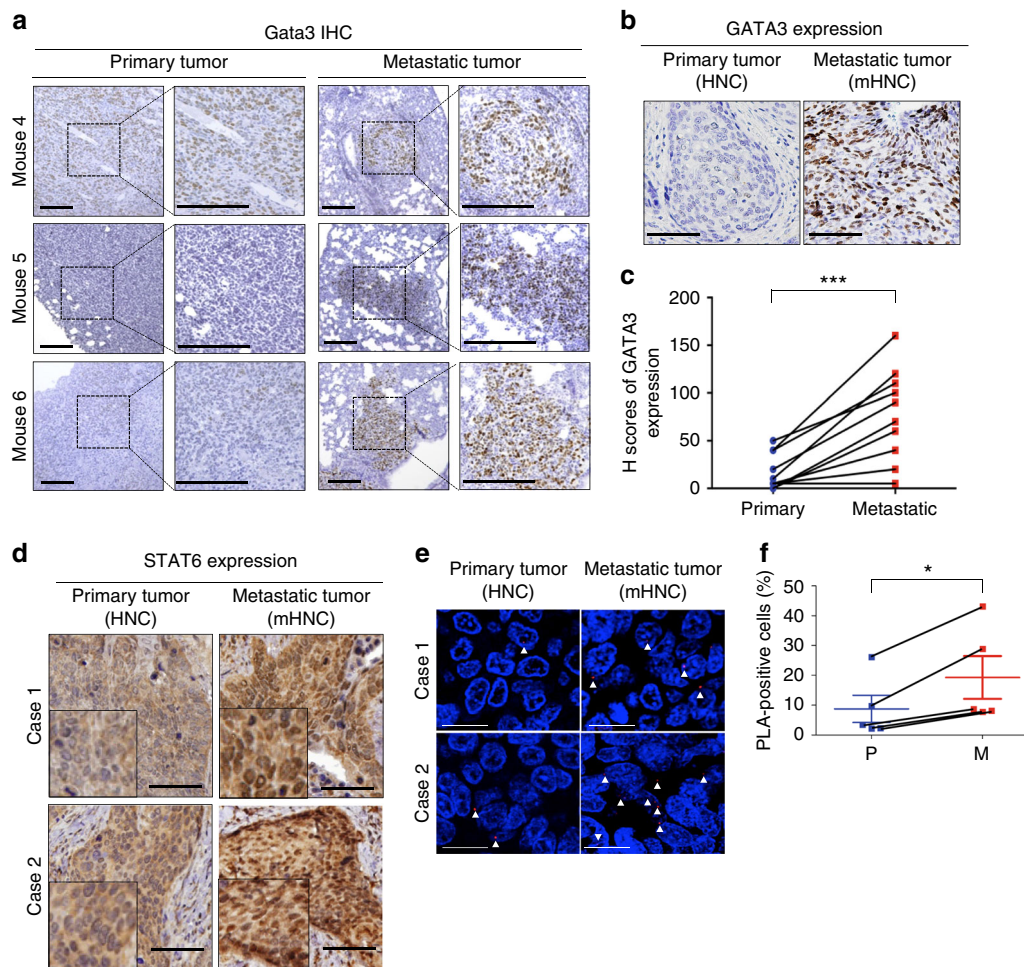 a
Gata3 IHC
Primary tumor
Metastatic tumor
Mouse 4
Mouse 5
Mouse 6
b
GATA3 expression
Primary tumor (HNC)
Metastatic tumor (mHNC)
c
***
H scores of GATA3 expression
200
150
100
50
0
Primary
Metastatic
d
STAT6 expression
Primary tumor (HNC)
Metastatic tumor (mHNC)
Case 1
Case 2
e
Primary tumor (HNC)
Metastatic tumor (mHNC)
Case 1
Case 2
f
*
PLA-positive cells (%)
50
40
30
20
10
0
P
M